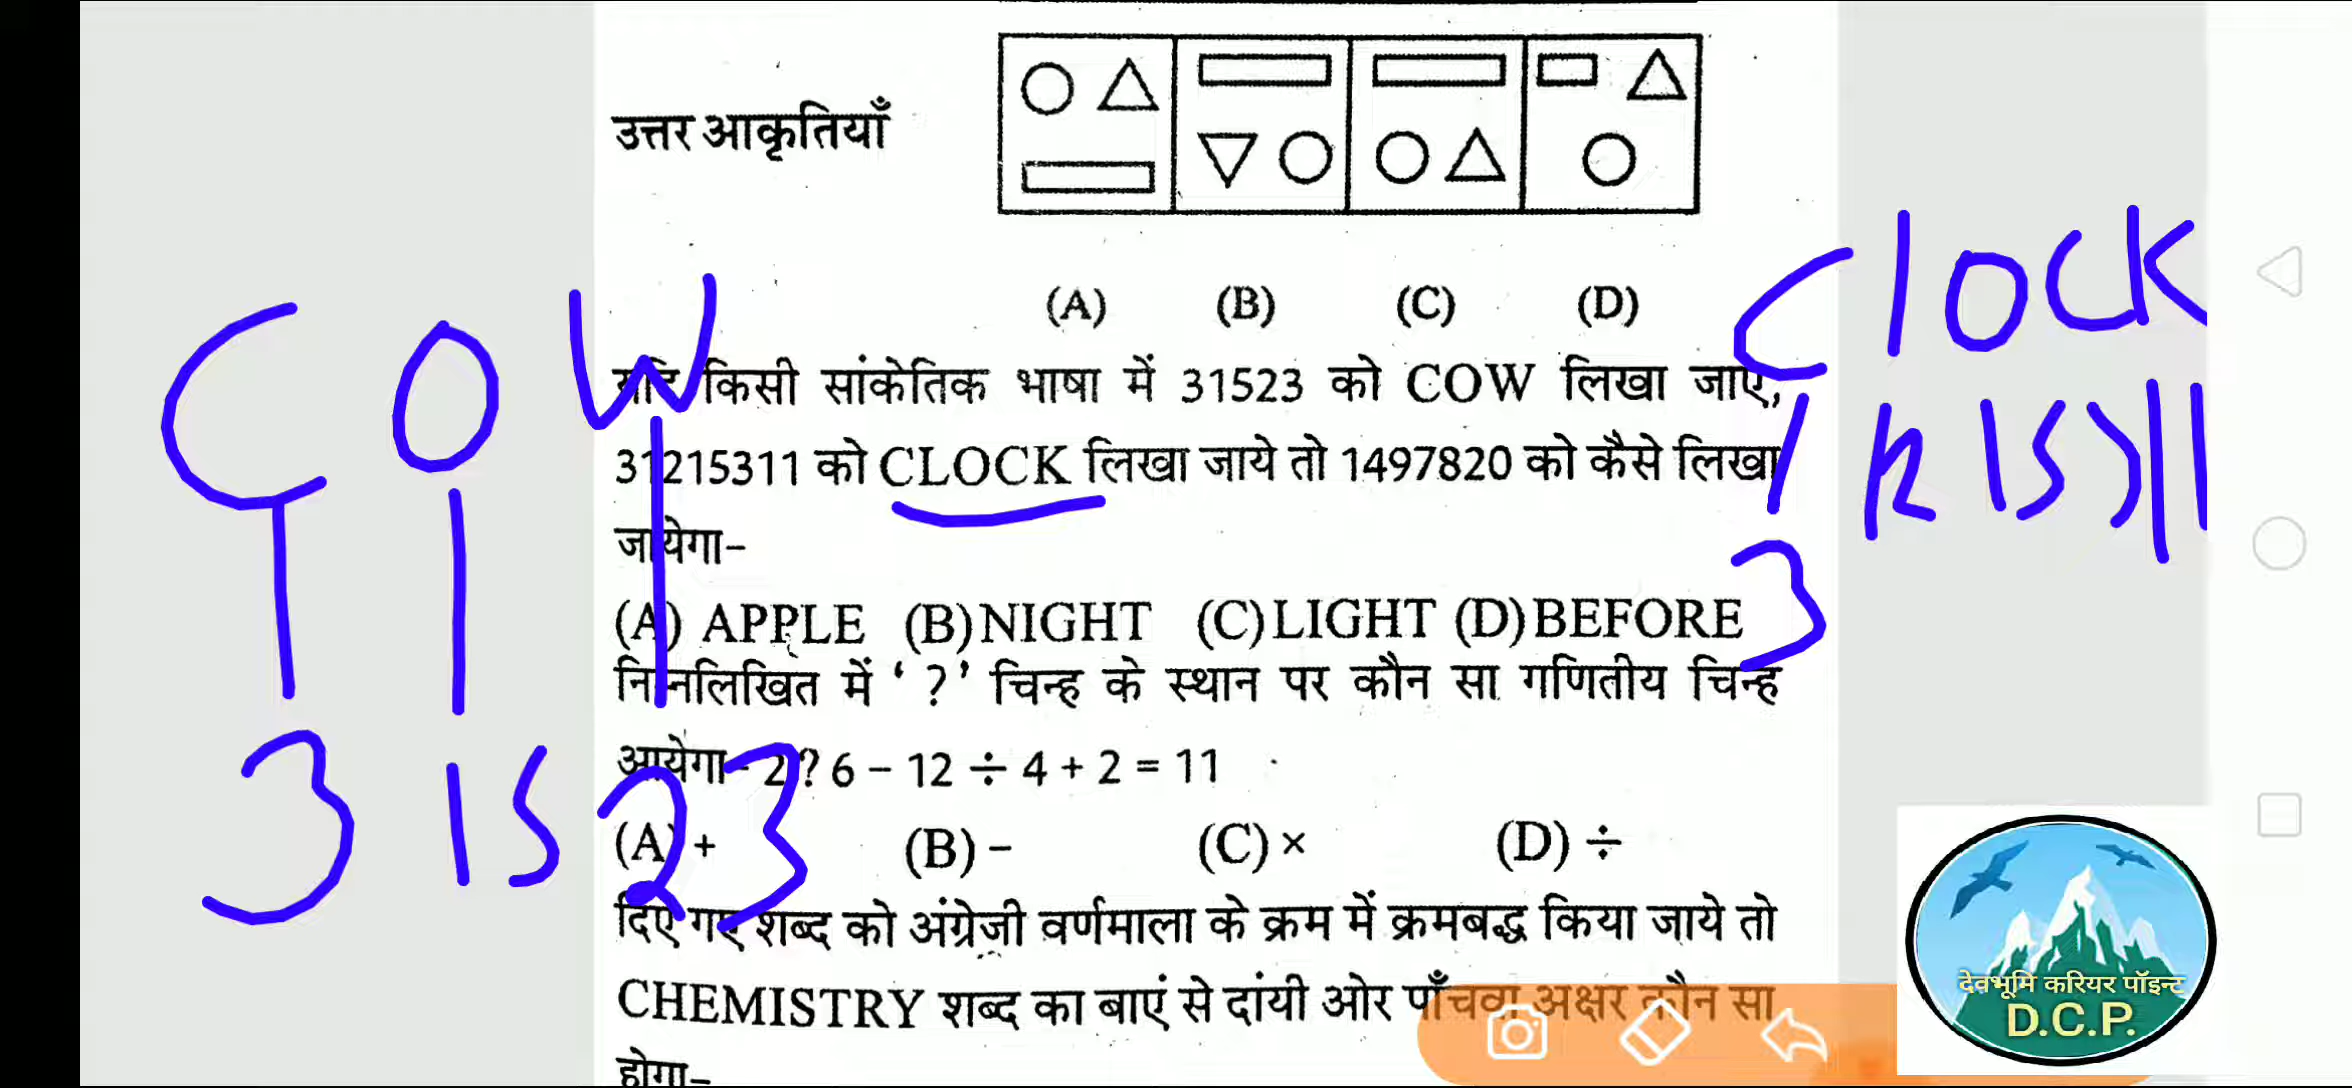 उत्तर आकृतियाँ
(A) (B) (C) (D)
यदि किसी सांकेतिक भाषा में 31523 को COW लिखा जाए,
31215311 को CLOCK लिखा जाये तो 1497820 को कैसे लिखा
जायेगा-
(A) APPLE (B) NIGHT (C) LIGHT (D) BEFORE
निम्नलिखित में ‘ ? ’ चिन्ह के स्थान पर कौन सा गणितीय चिन्ह
आयेगा- 2 ? 6 − 12 ÷ 4 + 2 = 11
(A) + (B) − (C) × (D) ÷
दिए गए शब्द को अंग्रेजी वर्णमाला के क्रम में क्रमबद्ध किया जाये तो
CHEMISTRY शब्द का बाएं से दांयी ओर पाँचवा अक्षर कौन सा
होगा-
COW
3 15 23
ClOCK
12 15 3 11
3
देवभूमि करियर पॉइन्ट
D.C.P.